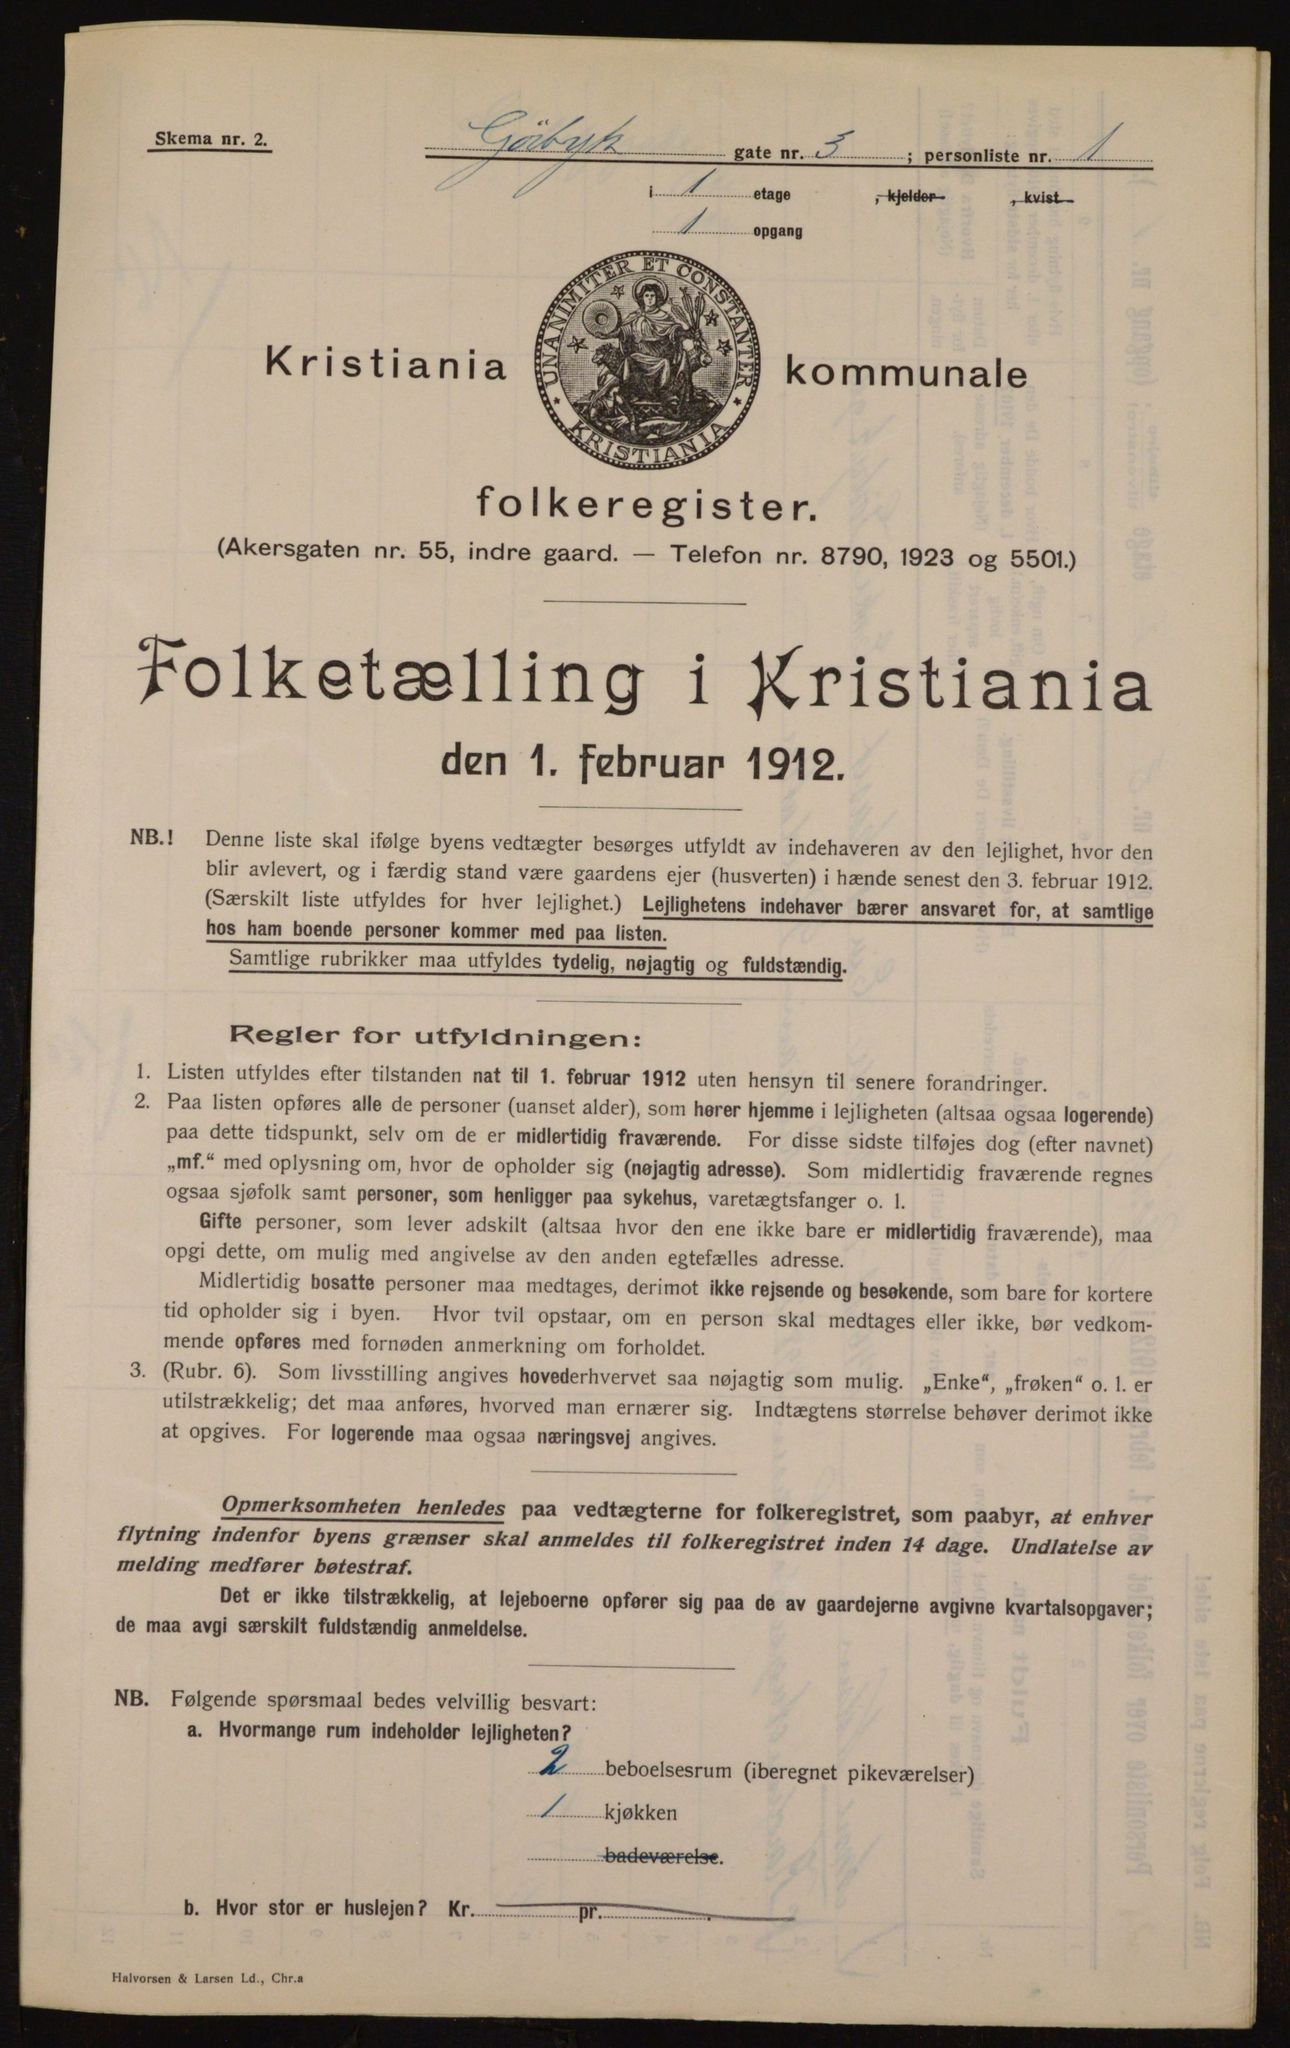 Skema nr. 2.
Gjøvik gate nr. 3 ; personliste nr. 1
i 1 etage , kjelder , kvist
1 opgang
UNANIMITER ET CONSTANTER
KRISTIANIA
Kristiania kommunale
folkeregister.
(Akersgaten nr. 55, indre gaard. — Telefon nr. 8790, 1923 og 5501.)
Folketælling i Kristiania
den 1. februar 1912.
NB.! Denne liste skal ifølge byens vedtægter besørges utfyldt av indehaveren av den lejlighet, hvor den
blir avlevert, og i færdig stand være gaardens ejer (husverten) i hænde senest den 3. februar 1912.
(Særskilt liste utfyldes for hver lejlighet.) Lejlighetens indehaver bærer ansvaret for, at samtlige
hos ham boende personer kommer med paa listen.
Samtlige rubrikker maa utfyldes tydelig, nøjagtig og fuldstændig.
Regler for utfyldningen:
1. Listen utfyldes efter tilstanden nat til 1. februar 1912 uten hensyn til senere forandringer.
2. Paa listen opføres alle de personer (uanset alder), som hører hjemme i lejligheten (altsaa ogsaa logerende)
paa dette tidspunkt, selv om de er midlertidig fraværende. For disse sidste tilføjes dog (efter navnet)
„mf.“ med oplysning om, hvor de opholder sig (nøjagtig adresse). Som midlertidig fraværende regnes
ogsaa sjøfolk samt personer, som henligger paa sykehus, varetægtsfanger o. l.
Gifte personer, som lever adskilt (altsaa hvor den ene ikke bare er midlertidig fraværende), maa
opgi dette, om mulig med angivelse av den anden egtefælles adresse.
Midlertidig bosatte personer maa medtages, derimot ikke rejsende og besøkende, som bare for kortere
tid opholder sig i byen. Hvor tvil opstaar, om en person skal medtages eller ikke, bør vedkom-
mende opføres med fornøden anmerkning om forholdet.
3. (Rubr. 6). Som livsstilling angives hovederhvervet saa nøjagtig som mulig. „Enke“, „frøken“ o. l. er
utilstrækkelig; det maa anføres, hvorved man ernærer sig. Indtægtens størrelse behøver derimot ikke
at opgives. For logerende maa ogsaa næringsvej angives.
Opmerksomheten henledes paa vedtægterne for folkeregistret, som paabyr, at enhver
flytning indenfor byens grænser skal anmeldes til folkeregistret inden 14 dage. Undlatelse av
melding medfører bøtestraf.
Det er ikke tilstrækkelig, at lejeboerne opfører sig paa de av gaardejerne avgivne kvartalsopgaver;
de maa avgi særskilt fuldstændig anmeldelse.
NB. Følgende spørsmaal bedes velvillig besvart:
a. Hvormange rum indeholder lejligheten?
2 beboelsesrum (iberegnet pikeværelser)
1 kjøkken
badeværelse.
b. Hvor stor er huslejen? Kr. pr. .
Halvorsen & Larsen Ld., Chr.a